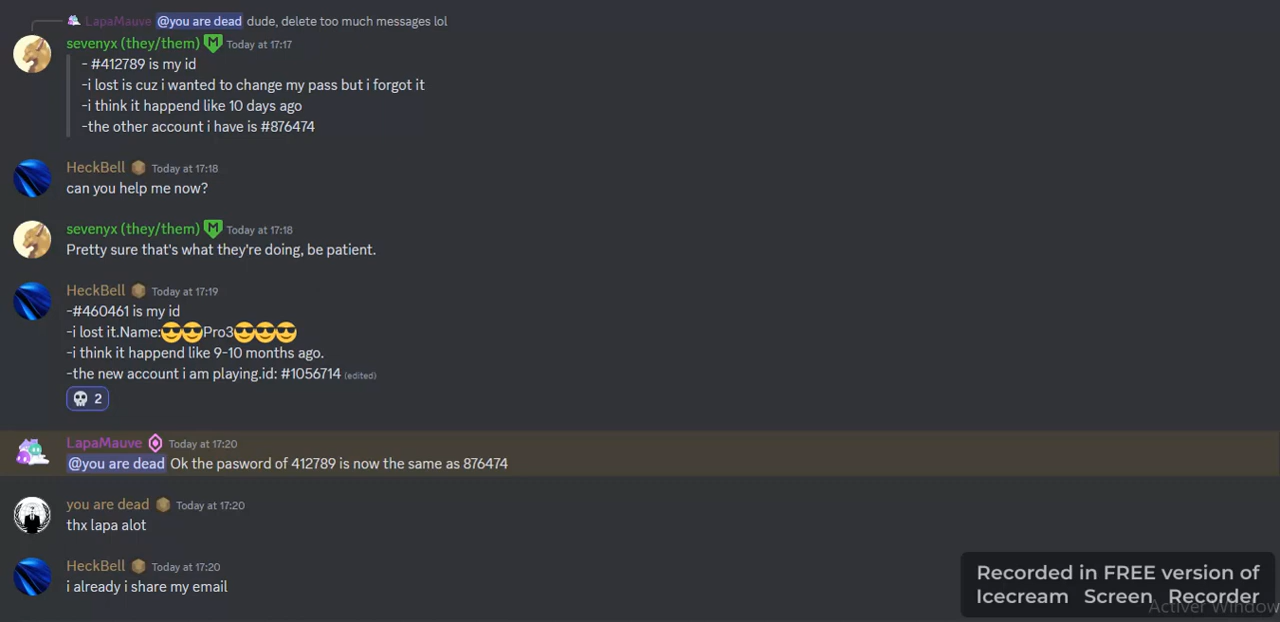 LapaMauve @you are dead dude, delete too much messages lol
sevenyx (they/them) Today at 17:17
- #412789 is my id
-i lost is cuz i wanted to change my pass but i forgot it
-i think it happend like 10 days ago
-the other account i have is #876474
HeckBell Today at 17:18
can you help me now?
sevenyx (they/them) Today at 17:18
Pretty sure that's what they're doing, be patient.
HeckBell Today at 17:19
-#460461 is my id
-i lost it.Name:😎😎Pro3😎😎😎
-i think it happend like 9-10 months ago.
-the new account i am playing.id: #1056714 (edited)
💀 2
LapaMauve Today at 17:20
@you are dead Ok the pasword of 412789 is now the same as 876474
you are dead Today at 17:20
thx lapa alot
HeckBell Today at 17:20
i already i share my email
Recorded in FREE version of
Icecream Screen Recorder
Activer Window